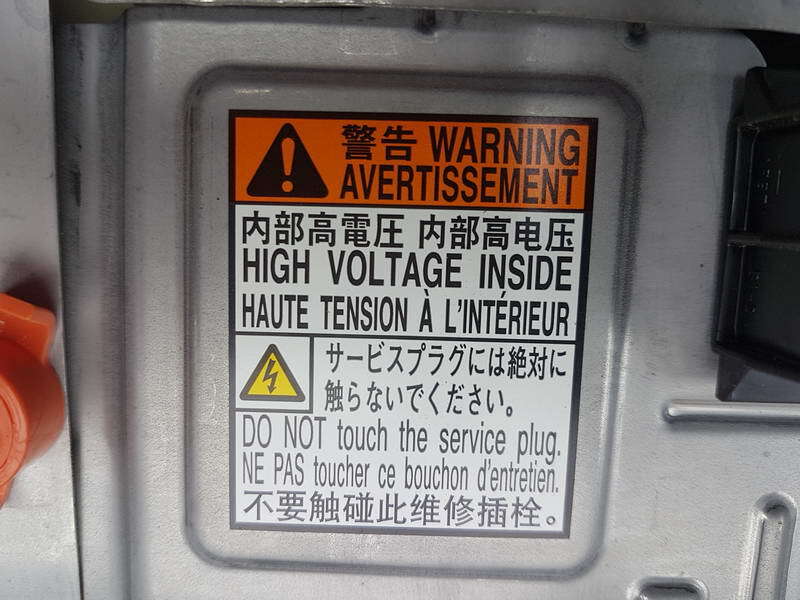 警告 WARNING
AVERTISSEMENT
内部高電圧 内部高电压
HIGH VOLTAGE INSIDE
HAUTE TENSION À L'INTÉRIEUR
サービスプラグには絶対に
触らないでください。
DO NOT touch the service plug.
NE PAS toucher ce bouchon d'entretien.
不要触碰此维修插栓。